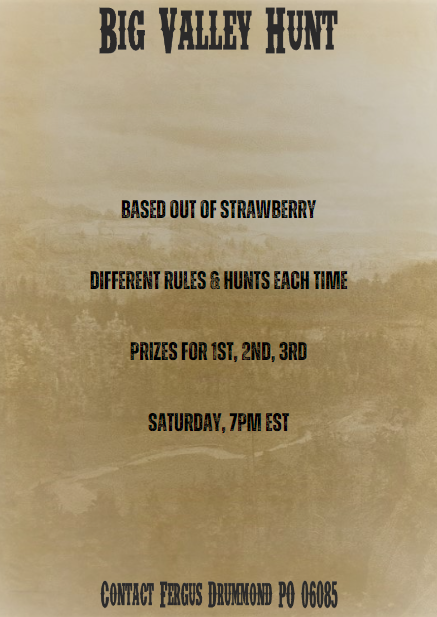 Big Valley Hunt
BASED OUT OF STRAWBERRY
DIFFERENT RULES & HUNTS EACH TIME
PRIZES FOR 1ST, 2ND, 3RD
SATURDAY, 7PM EST
Contact Fergus Drummond PO 06085